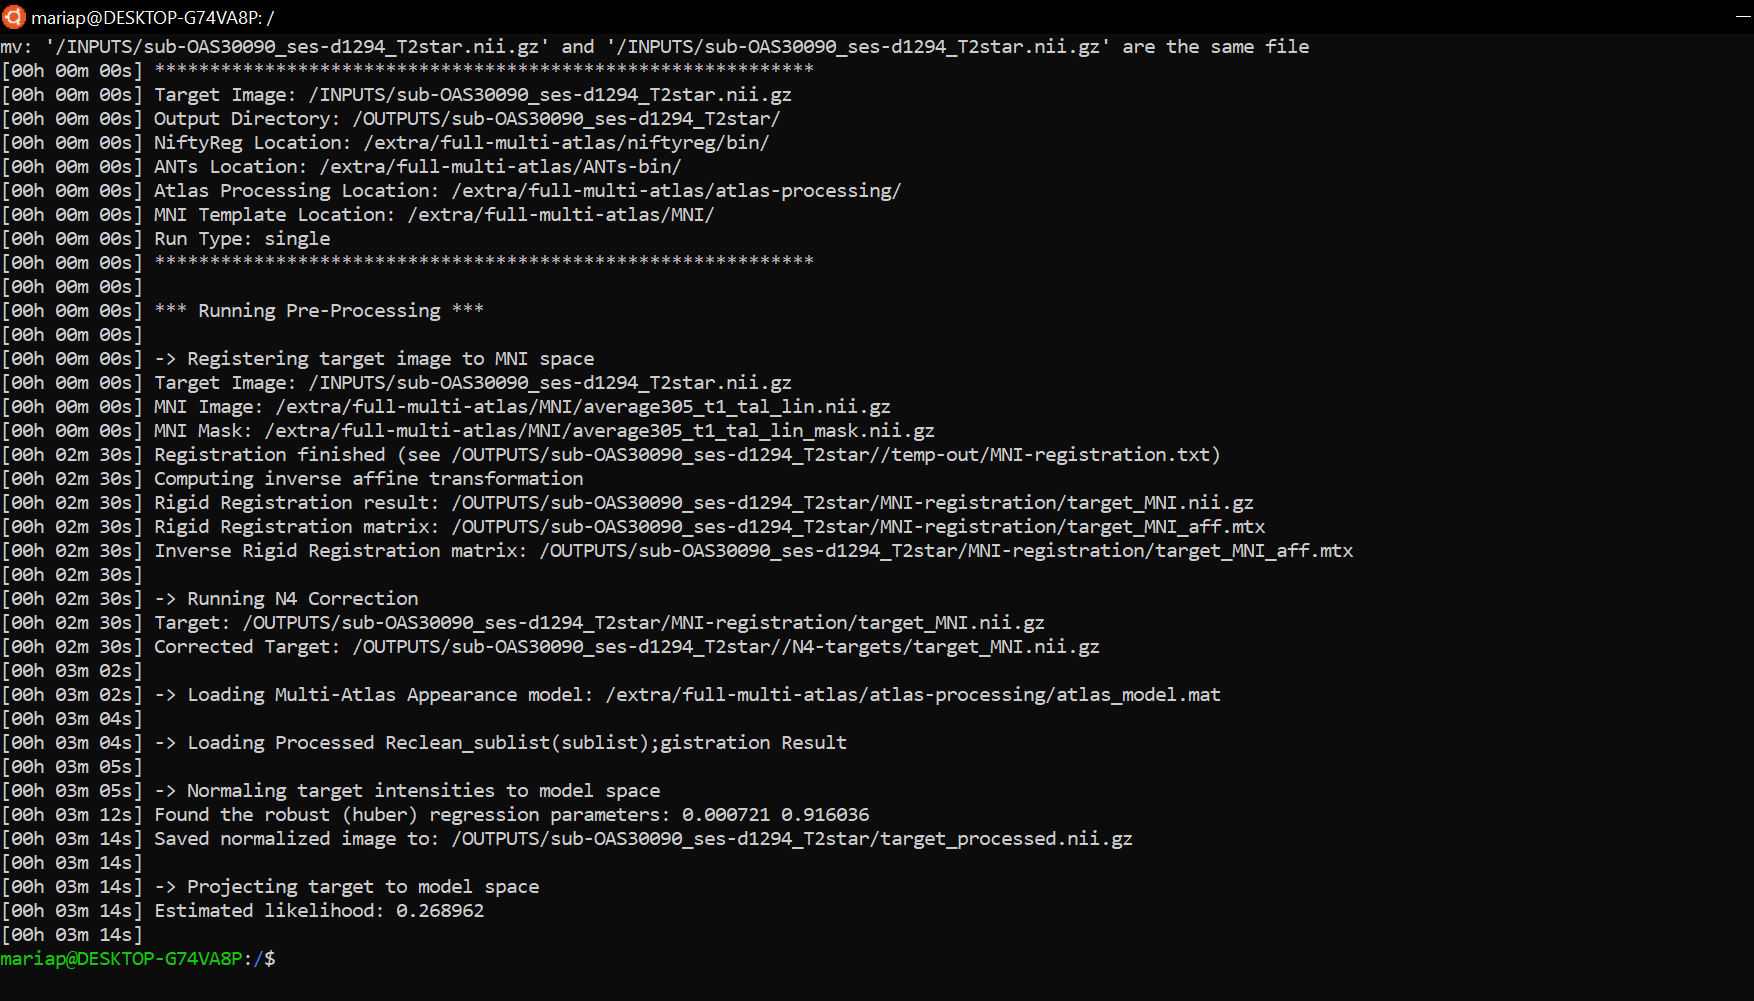 mariap@DESKTOP-G74VA8P: /
mv: '/INPUTS/sub-OAS30090_ses-d1294_T2star.nii.gz' and '/INPUTS/sub-OAS30090_ses-d1294_T2star.nii.gz' are the same file
[00h 00m 00s] ************************************************************
[00h 00m 00s] Target Image: /INPUTS/sub-OAS30090_ses-d1294_T2star.nii.gz
[00h 00m 00s] Output Directory: /OUTPUTS/sub-OAS30090_ses-d1294_T2star/
[00h 00m 00s] NiftyReg Location: /extra/full-multi-atlas/niftyreg/bin/
[00h 00m 00s] ANTs Location: /extra/full-multi-atlas/ANTs-bin/
[00h 00m 00s] Atlas Processing Location: /extra/full-multi-atlas/atlas-processing/
[00h 00m 00s] MNI Template Location: /extra/full-multi-atlas/MNI/
[00h 00m 00s] Run Type: single
[00h 00m 00s] ************************************************************
[00h 00m 00s]
[00h 00m 00s] *** Running Pre-Processing ***
[00h 00m 00s]
[00h 00m 00s] -> Registering target image to MNI space
[00h 00m 00s] Target Image: /INPUTS/sub-OAS30090_ses-d1294_T2star.nii.gz
[00h 00m 00s] MNI Image: /extra/full-multi-atlas/MNI/average305_t1_tal_lin.nii.gz
[00h 00m 00s] MNI Mask: /extra/full-multi-atlas/MNI/average305_t1_tal_lin_mask.nii.gz
[00h 02m 30s] Registration finished (see /OUTPUTS/sub-OAS30090_ses-d1294_T2star//temp-out/MNI-registration.txt)
[00h 02m 30s] Computing inverse affine transformation
[00h 02m 30s] Rigid Registration result: /OUTPUTS/sub-OAS30090_ses-d1294_T2star/MNI-registration/target_MNI.nii.gz
[00h 02m 30s] Rigid Registration matrix: /OUTPUTS/sub-OAS30090_ses-d1294_T2star/MNI-registration/target_MNI_aff.mtx
[00h 02m 30s] Inverse Rigid Registration matrix: /OUTPUTS/sub-OAS30090_ses-d1294_T2star/MNI-registration/target_MNI_aff.mtx
[00h 02m 30s]
[00h 02m 30s] -> Running N4 Correction
[00h 02m 30s] Target: /OUTPUTS/sub-OAS30090_ses-d1294_T2star/MNI-registration/target_MNI.nii.gz
[00h 02m 30s] Corrected Target: /OUTPUTS/sub-OAS30090_ses-d1294_T2star//N4-targets/target_MNI.nii.gz
[00h 03m 02s]
[00h 03m 02s] -> Loading Multi-Atlas Appearance model: /extra/full-multi-atlas/atlas-processing/atlas_model.mat
[00h 03m 04s]
[00h 03m 04s] -> Loading Processed Reclean_sublist(sublist);gistration Result
[00h 03m 05s]
[00h 03m 05s] -> Normaling target intensities to model space
[00h 03m 12s] Found the robust (huber) regression parameters: 0.000721 0.916036
[00h 03m 14s] Saved normalized image to: /OUTPUTS/sub-OAS30090_ses-d1294_T2star/target_processed.nii.gz
[00h 03m 14s]
[00h 03m 14s] -> Projecting target to model space
[00h 03m 14s] Estimated likelihood: 0.268962
[00h 03m 14s]
mariap@DESKTOP-G74VA8P:/$